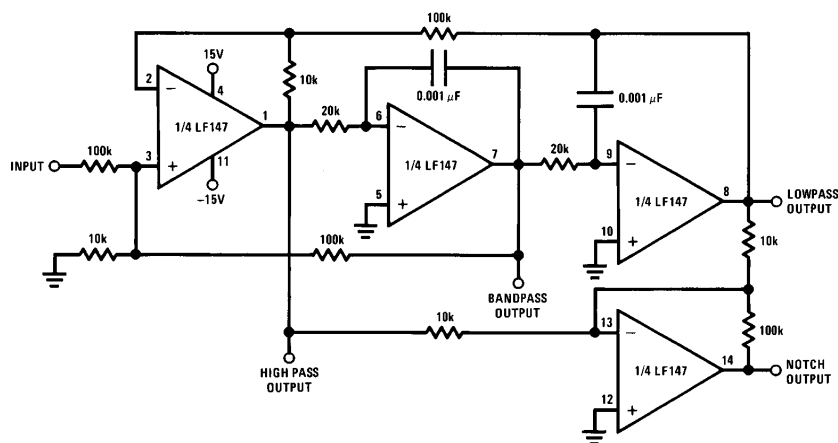 100k
15V
2
−
4
10k
0.001 μF
0.001 μF
1/4 LF147
1
20k
6
−
INPUT
100k
3
+
11
−15V
1/4 LF147
7
20k
9
−
5
+
1/4 LF147
8
LOWPASS
OUTPUT
10k
100k
10
+
10k
BANDPASS
OUTPUT
10k
13
−
100k
HIGH PASS
OUTPUT
1/4 LF147
14
NOTCH
OUTPUT
12
+